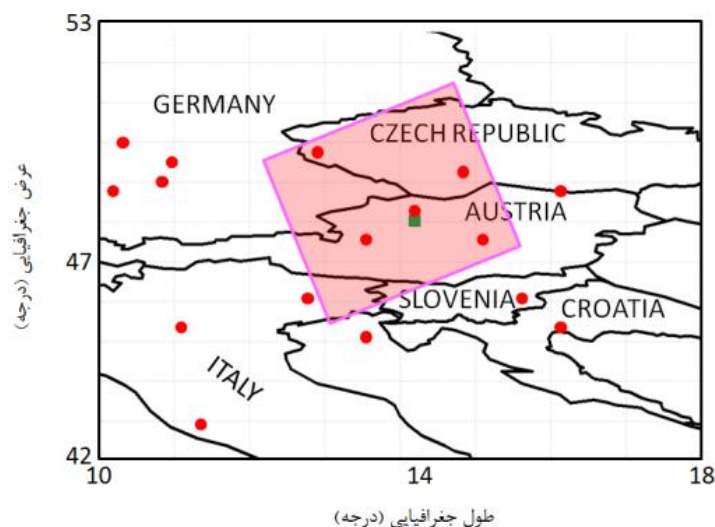 53
GERMANY
CZECH REPUBLIC
AUSTRIA
عرض جغرافیایی (درجه)
47
SLOVENIA
CROATIA
ITALY
42
10
14
18
طول جغرافیایی (درجه)